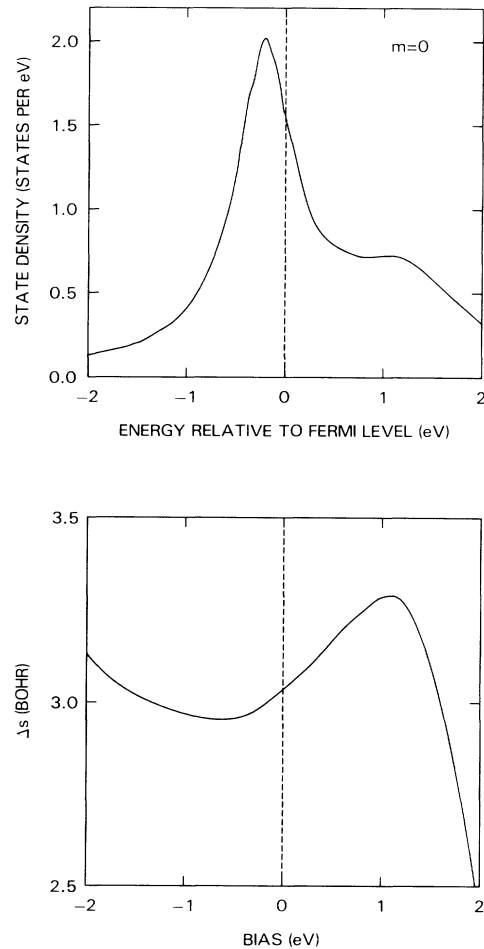 STATE DENSITY (STATES PER eV)
2.0
1.5
1.0
0.5
0.0
m=0
−2 −1 0 1 2
ENERGY RELATIVE TO FERMI LEVEL (eV)
Δs (BOHR)
3.5
3.0
2.5
−2 −1 0 1 2
BIAS (eV)